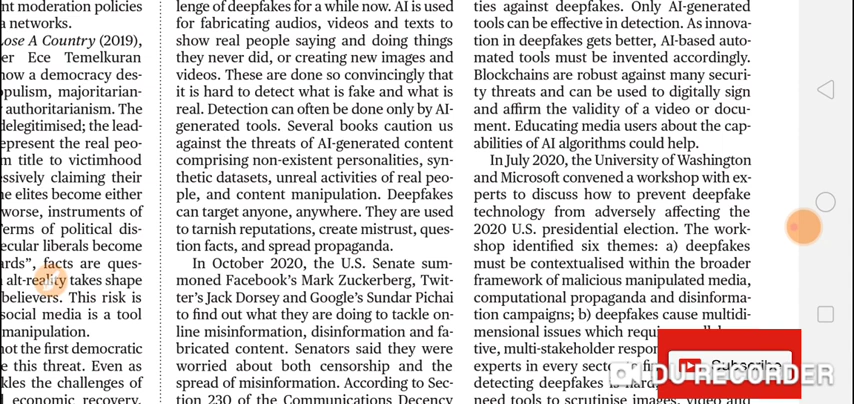 nt moderation policies
networks.
Lose A Country (2019),
er Ece Temelkuran
how a democracy des-
opulism, majoritarian-
authoritarianism. The
delegitimised; the lead-
epresent the real peo-
m title to victimhood
ssively claiming their
he elites become either
worse, instruments of
erms of political dis-
ecular liberals become
ards", facts are ques-
alt-reality takes shape
believers. This risk is
social media is a tool
manipulation.
not the first democratic
e this threat. Even as
kles the challenges of
economic recovery,
lenge of deepfakes for a while now. AI is used
for fabricating audios, videos and texts to
show real people saying and doing things
they never did, or creating new images and
videos. These are done so convincingly that
it is hard to detect what is fake and what is
real. Detection can often be done only by AI-
generated tools. Several books caution us
against the threats of AI-generated content
comprising non-existent personalities, syn-
thetic datasets, unreal activities of real peo-
ple, and content manipulation. Deepfakes
can target anyone, anywhere. They are used
to tarnish reputations, create mistrust, ques-
tion facts, and spread propaganda.
In October 2020, the U.S. Senate sum-
moned Facebook's Mark Zuckerberg, Twit-
ter's Jack Dorsey and Google's Sundar Pichai
to find out what they are doing to tackle on-
line misinformation, disinformation and fa-
bricated content. Senators said they were
worried about both censorship and the
spread of misinformation. According to Sec-
tion 230 of the Communications Decency
ties against deepfakes. Only AI-generated
tools can be effective in detection. As innova-
tion in deepfakes gets better, AI-based auto-
mated tools must be invented accordingly.
Blockchains are robust against many securi-
ty threats and can be used to digitally sign
and affirm the validity of a video or docu-
ment. Educating media users about the cap-
abilities of AI algorithms could help.
In July 2020, the University of Washington
and Microsoft convened a workshop with ex-
perts to discuss how to prevent deepfake
technology from adversely affecting the
2020 U.S. presidential election. The work-
shop identified six themes: a) deepfakes
must be contextualised within the broader
framework of malicious manipulated media,
computational propaganda and disinforma-
tion campaigns; b) deepfakes cause multidi-
mensional issues which
tive, multi-stakeholder
experts in every
detecting deepfakes
need tools to scrutinise images, video and
Subscribe
DU RECORDER